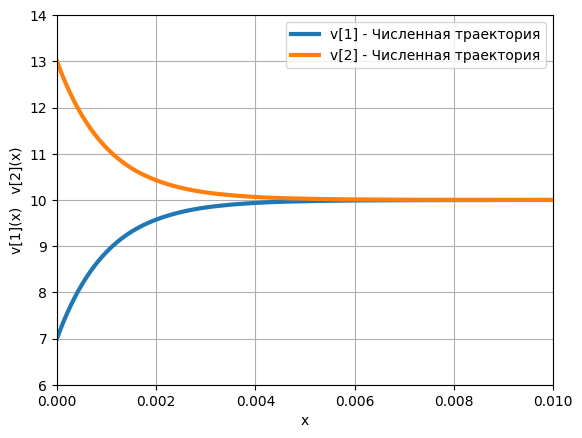 v[1] - Численная траектория
v[2] - Численная траектория
14
13
12
11
10
9
8
7
6
v[1](x) v[2](x)
0.000 0.002 0.004 0.006 0.008 0.010
x